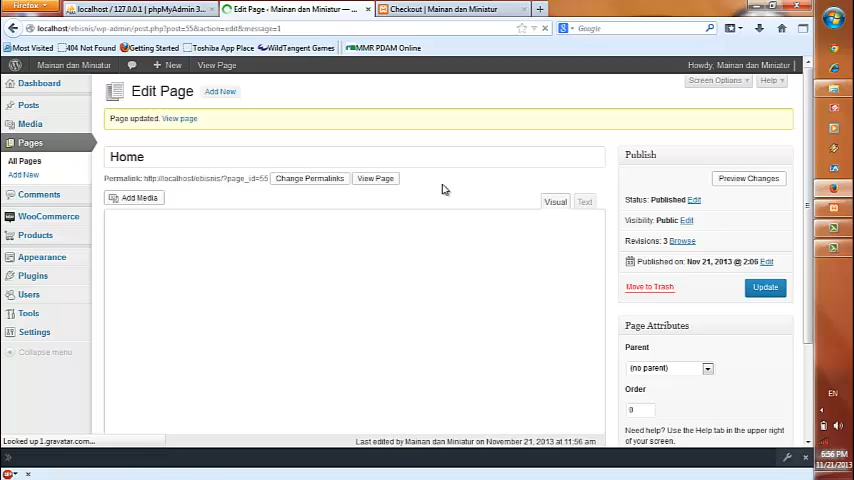 Firefox
localhost / 127.0.0.1 | phpMyAdmin 3....
Edit Page ‹ Mainan dan Miniatur — ...
Checkout | Mainan dan Miniatur
localhost/ebisnis/wp-admin/post.php?post=55&action=edit&message=1
Google
Most Visited
404 Not Found
Getting Started
Toshiba App Place
WildTangent Games
MMR PDAM Online
Mainan dan Miniatur
+ New
View Page
Howdy, Mainan dan Miniatur
Dashboard
Posts
Media
Pages
All Pages
Add New
Comments
WooCommerce
Products
Appearance
Plugins
Users
Tools
Settings
Collapse menu
Screen Options
Help
Edit Page
Add New
Page updated. View page
Home
Permalink: http://localhost/ebisnis/?page_id=55
Change Permalinks
View Page
Add Media
Visual
Text
Last edited by Mainan dan Miniatur on November 21, 2013 at 11:56 am
Publish
Preview Changes
Status: Published Edit
Visibility: Public Edit
Revisions: 3 Browse
Published on: Nov 21, 2013 @ 2:06 Edit
Move to Trash
Update
Page Attributes
Parent
(no parent)
Order
0
Need help? Use the Help tab in the upper right
of your screen.
Looked up 1.gravatar.com...
EN
6:56 PM
11/21/2013